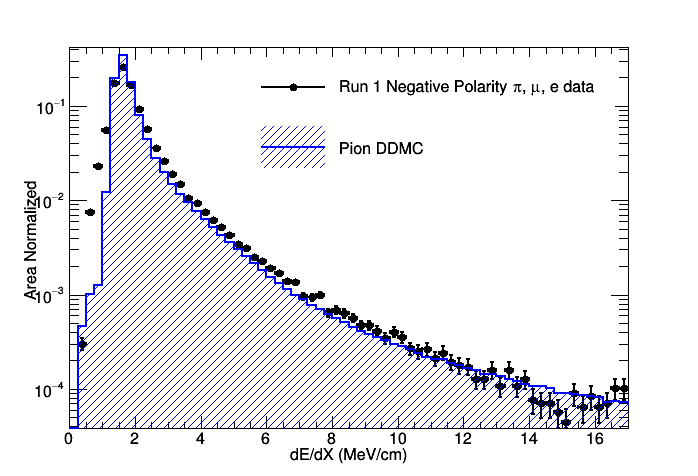 Run 1 Negative Polarity π, μ, e data
Pion DDMC
Area Normalized
10⁻¹
10⁻²
10⁻³
10⁻⁴
0 2 4 6 8 10 12 14 16
dE/dX (MeV/cm)